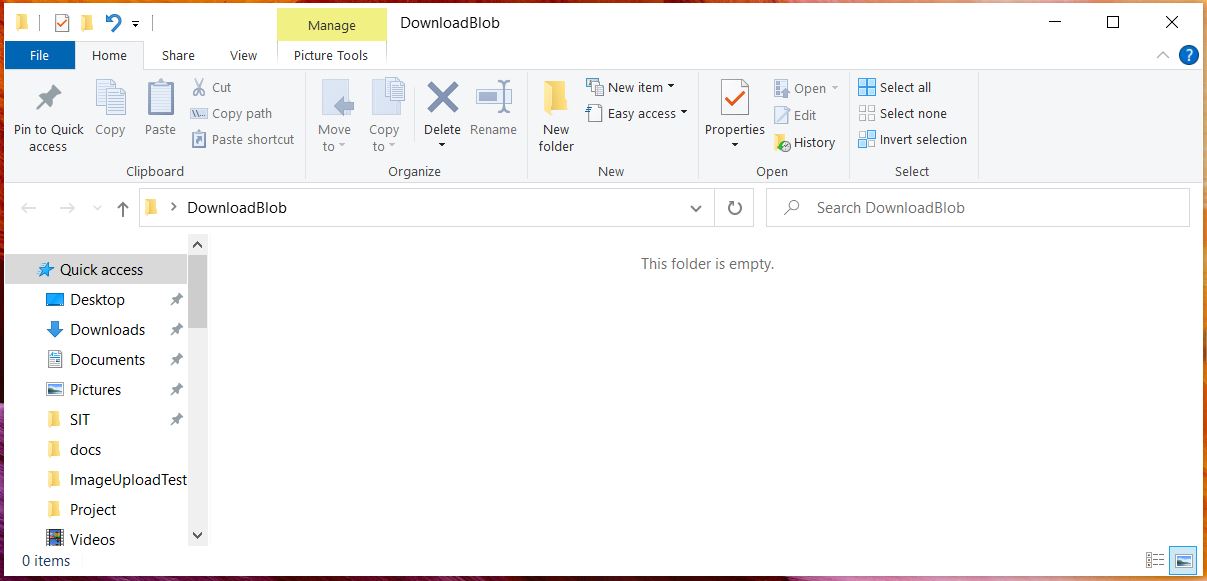 Manage
DownloadBlob
File
Home
Share
View
Picture Tools
?
Pin to Quick
access
Copy
Paste
Cut
Copy path
Paste shortcut
Clipboard
Move
to
Copy
to
Delete
Rename
Organize
New
folder
New item
Easy access
New
Properties
Open
Edit
History
Open
Select all
Select none
Invert selection
Select
DownloadBlob
Search DownloadBlob
Quick access
Desktop
Downloads
Documents
Pictures
SIT
docs
ImageUploadTest
Project
Videos
This folder is empty.
0 items